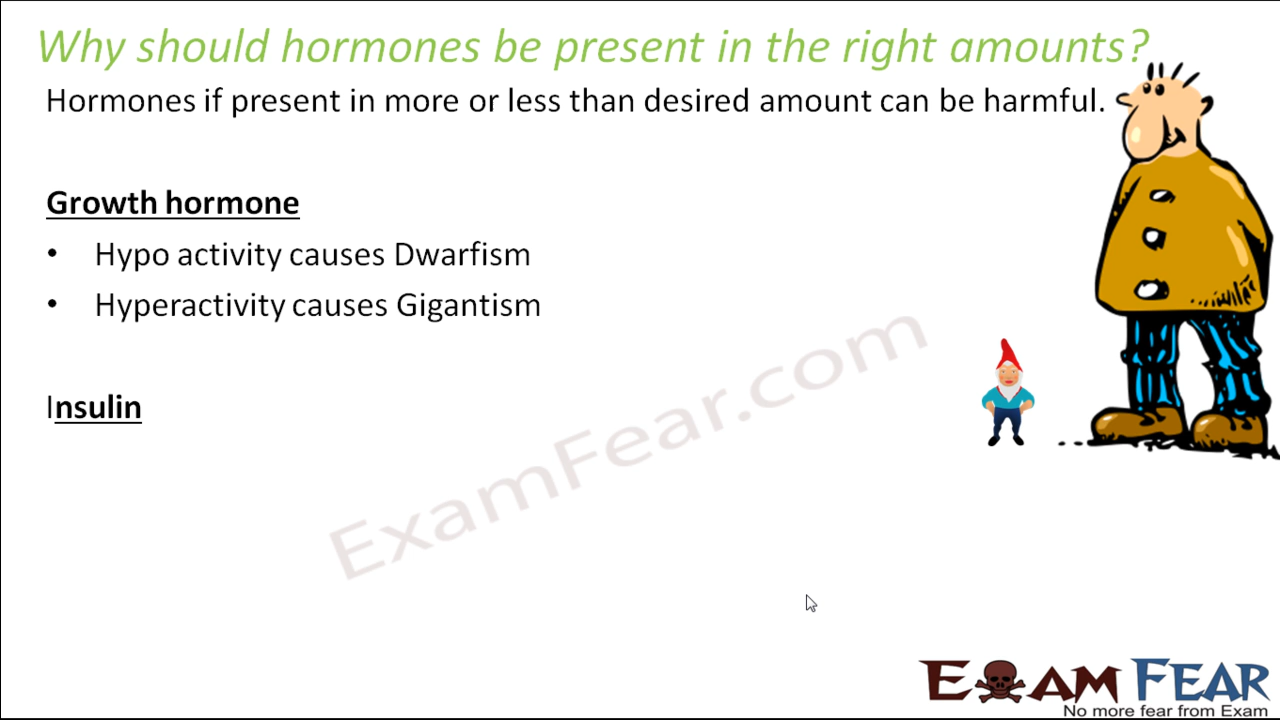 Why should hormones be present in the right amounts?
Hormones if present in more or less than desired amount can be harmful.
Growth hormone
• Hypo activity causes Dwarfism
• Hyperactivity causes Gigantism
Insulin
ExamFear.com
EXAM FEAR
No more fear from Exam